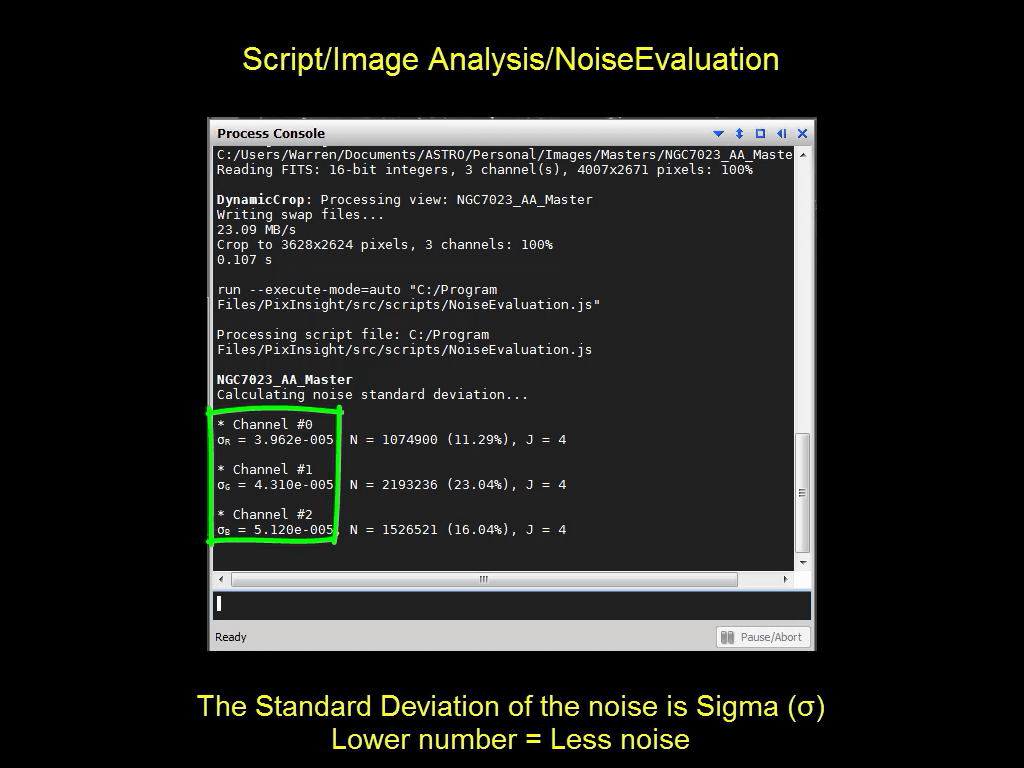 Script/Image Analysis/NoiseEvaluation
Process Console
C:/Users/Warren/Documents/ASTRO/Personal/Images/Masters/NGC7023_AA_Maste
Reading FITS: 16-bit integers, 3 channel(s), 4007x2671 pixels: 100%
DynamicCrop: Processing view: NGC7023_AA_Master
Writing swap files...
23.09 MB/s
Crop to 3628x2624 pixels, 3 channels: 100%
0.107 s
run --execute-mode=auto "C:/Program
Files/PixInsight/src/scripts/NoiseEvaluation.js"
Processing script file: C:/Program
Files/PixInsight/src/scripts/NoiseEvaluation.js
NGC7023_AA_Master
Calculating noise standard deviation...
* Channel #0
σR = 3.962e-005, N = 1074900 (11.29%), J = 4
* Channel #1
σG = 4.310e-005, N = 2193236 (23.04%), J = 4
* Channel #2
σB = 5.120e-005, N = 1526521 (16.04%), J = 4
Ready
Pause/Abort
The Standard Deviation of the noise is Sigma (σ)
Lower number = Less noise